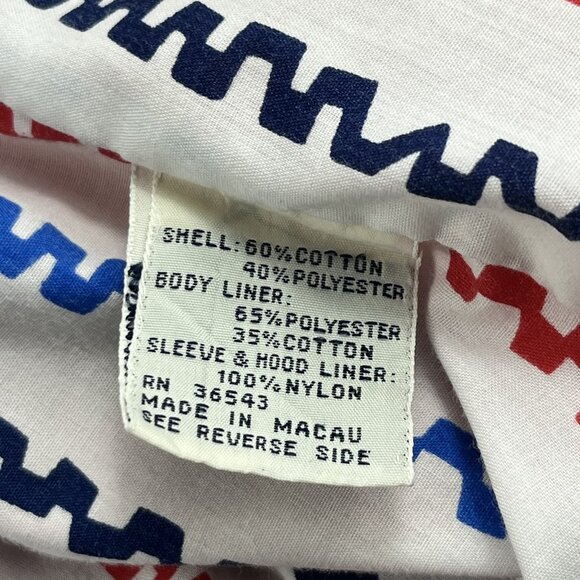 SHELL: 60% COTTON
40% POLYESTER
BODY LINER:
65% POLYESTER
35% COTTON
SLEEVE & HOOD LINER:
100% NYLON
RN 36543
MADE IN MACAU
SEE REVERSE SIDE